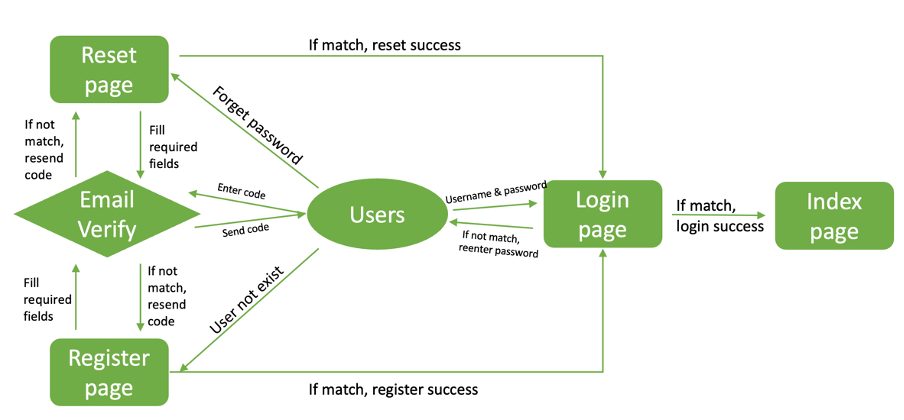 Reset
page
If match, reset success
Forget password
If not
match,
resend
code
Fill
required
fields
Email
Verify
Enter code
Send code
Users
Username & password
If not match,
reenter password
Login
page
If match,
login success
Index
page
Fill
required
fields
If not
match,
resend
code
User not exist
Register
page
If match, register success